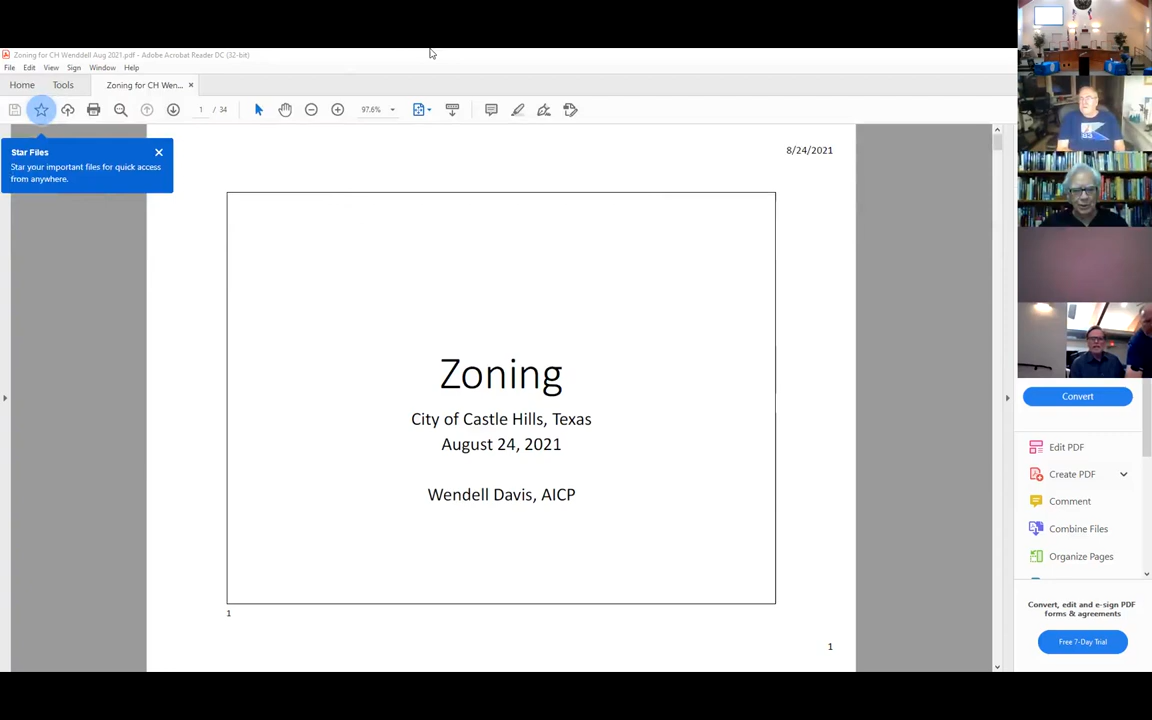 Zoning for CH Wenddell Aug 2021.pdf - Adobe Acrobat Reader DC (32-bit)
File Edit View Sign Window Help
Home Tools Zoning for CH Wen... ×
1 / 34 97.6%
Star Files
Star your important files for quick access
from anywhere.
8/24/2021
Zoning
City of Castle Hills, Texas
August 24, 2021
Wendell Davis, AICP
1
1
Convert
Edit PDF
Create PDF
Comment
Combine Files
Organize Pages
Convert, edit and e-sign PDF
forms & agreements
Free 7-Day Trial